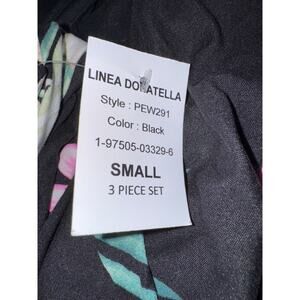 LINEA DONATELLA
Style : PEW291
Color : Black
1-97505-03329-6
SMALL
3 PIECE SET